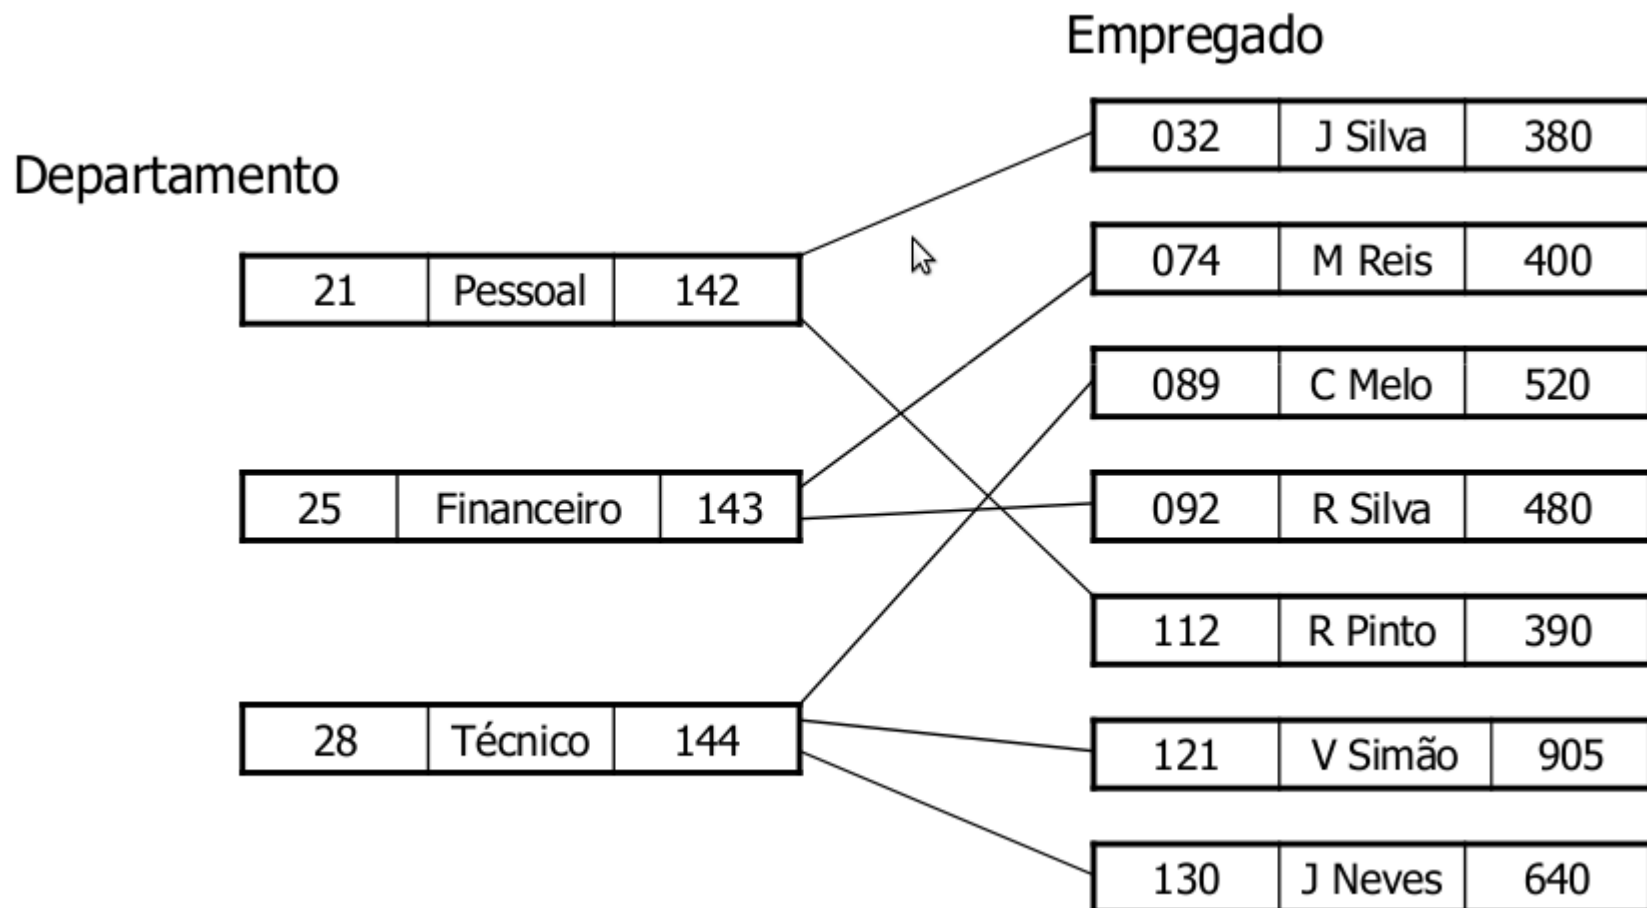 Empregado
032 J Silva 380
Departamento
074 M Reis 400
21 Pessoal 142
089 C Melo 520
25 Financeiro 143
092 R Silva 480
112 R Pinto 390
28 Técnico 144
121 V Simão 905
130 J Neves 640